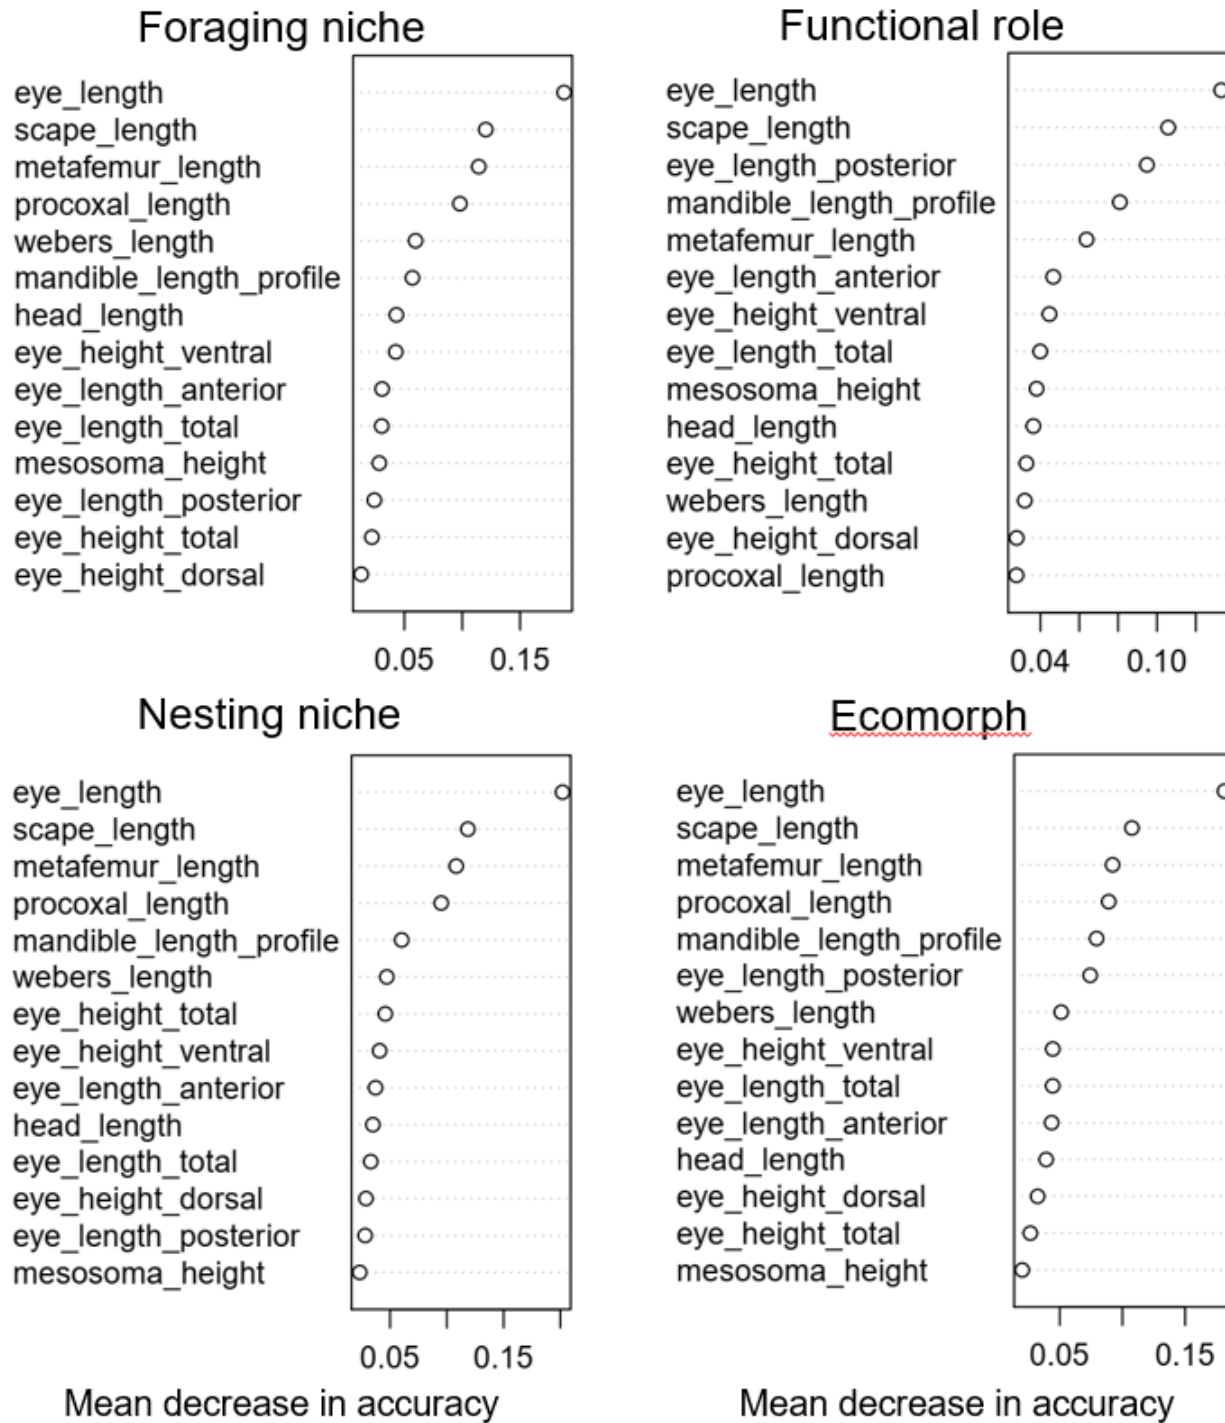 Foraging niche
eye_length
scape_length
metafemur_length
procoxal_length
webers_length
mandible_length_profile
head_length
eye_height_ventral
eye_length_anterior
eye_length_total
mesosoma_height
eye_length_posterior
eye_height_total
eye_height_dorsal
0.05 0.15
Functional role
eye_length
scape_length
eye_length_posterior
mandible_length_profile
metafemur_length
eye_length_anterior
eye_height_ventral
eye_length_total
mesosoma_height
head_length
eye_height_total
webers_length
eye_height_dorsal
procoxal_length
0.04 0.10
Nesting niche
eye_length
scape_length
metafemur_length
procoxal_length
mandible_length_profile
webers_length
eye_height_total
eye_height_ventral
eye_length_anterior
head_length
eye_length_total
eye_height_dorsal
eye_length_posterior
mesosoma_height
0.05 0.15
Mean decrease in accuracy
Ecomorph
eye_length
scape_length
metafemur_length
procoxal_length
mandible_length_profile
eye_length_posterior
webers_length
eye_height_ventral
eye_length_total
eye_length_anterior
head_length
eye_height_dorsal
eye_height_total
mesosoma_height
0.05 0.15
Mean decrease in accuracy